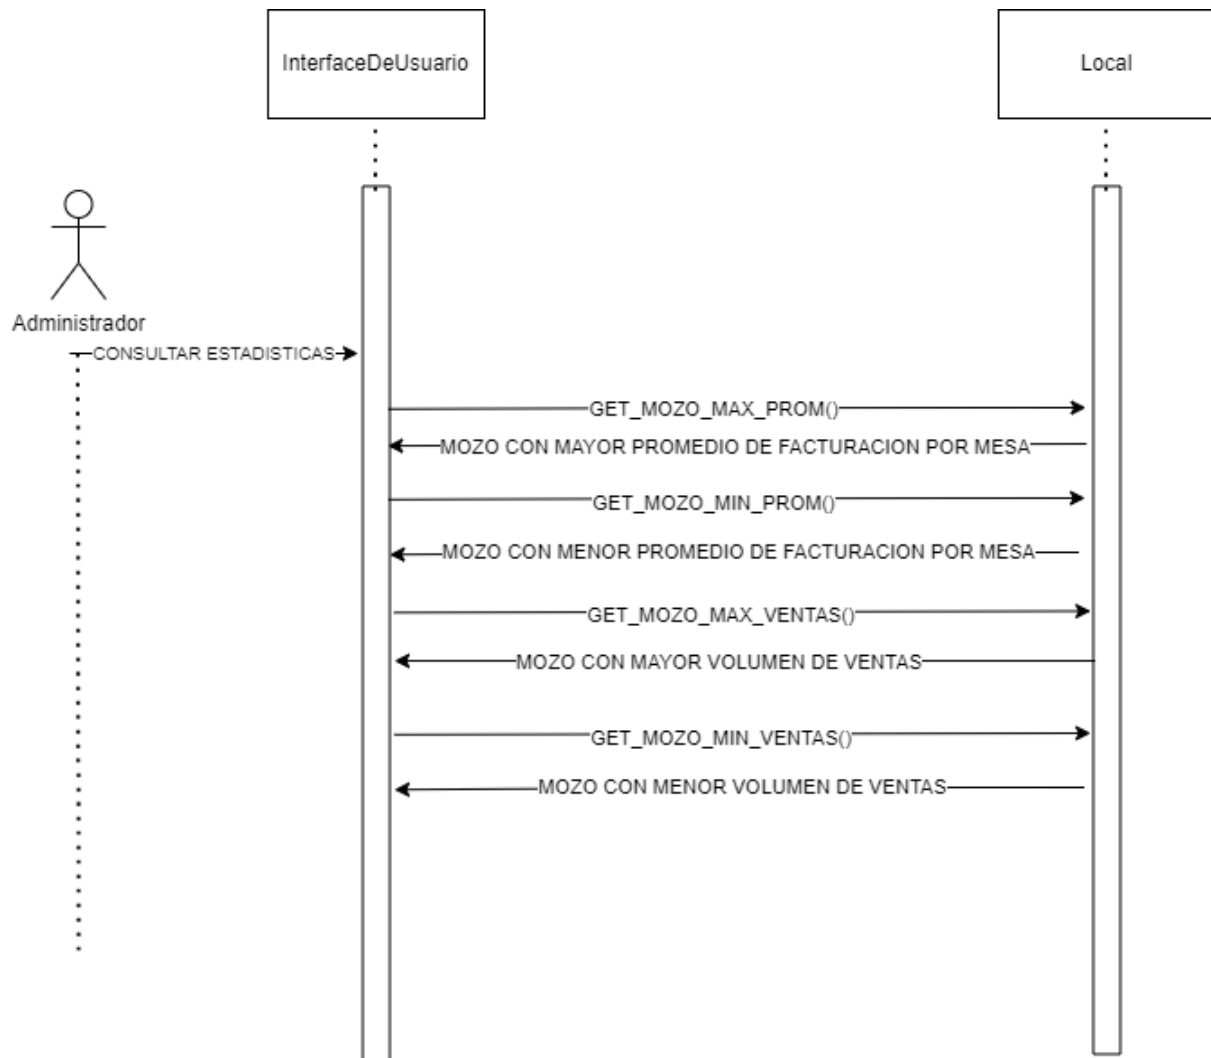 InterfaceDeUsuario
Local
Administrador
CONSULTAR ESTADISTICAS
GET_MOZO_MAX_PROM()
MOZO CON MAYOR PROMEDIO DE FACTURACION POR MESA
GET_MOZO_MIN_PROM()
MOZO CON MENOR PROMEDIO DE FACTURACION POR MESA
GET_MOZO_MAX_VENTAS()
MOZO CON MAYOR VOLUMEN DE VENTAS
GET_MOZO_MIN_VENTAS()
MOZO CON MENOR VOLUMEN DE VENTAS